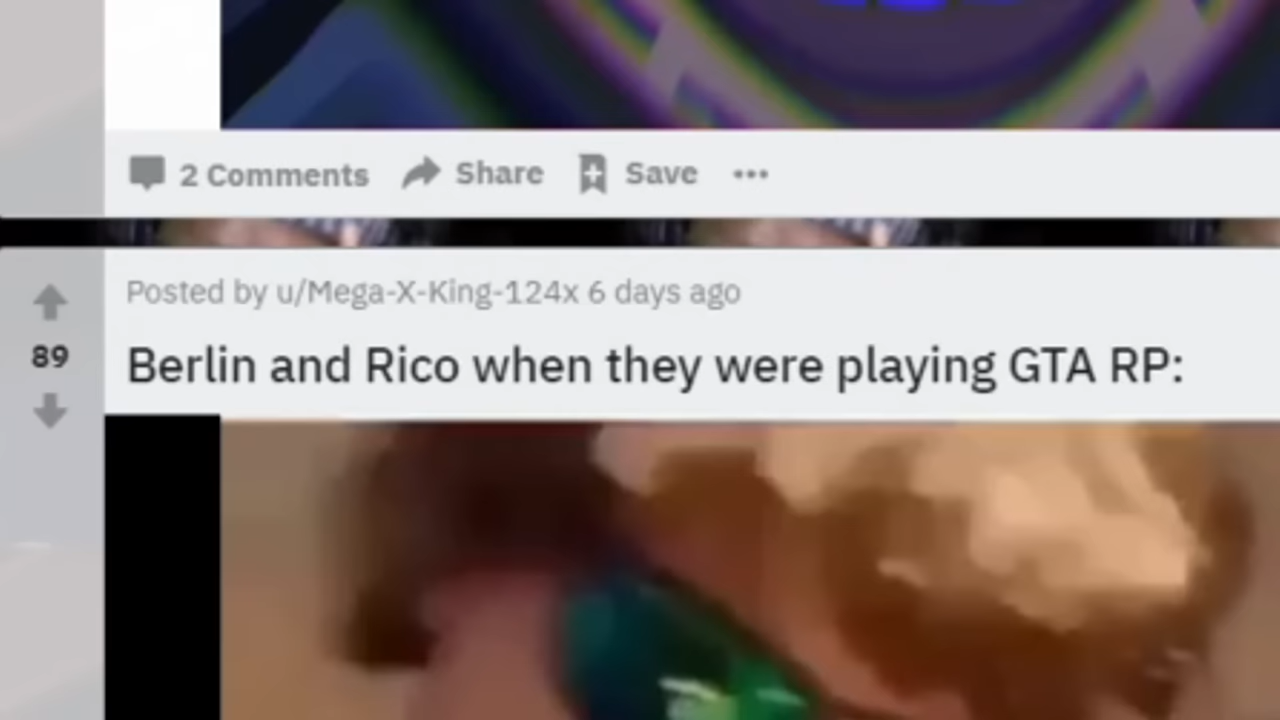 2 Comments Share Save
Posted by u/Mega-X-King-124x 6 days ago
89
Berlin and Rico when they were playing GTA RP: